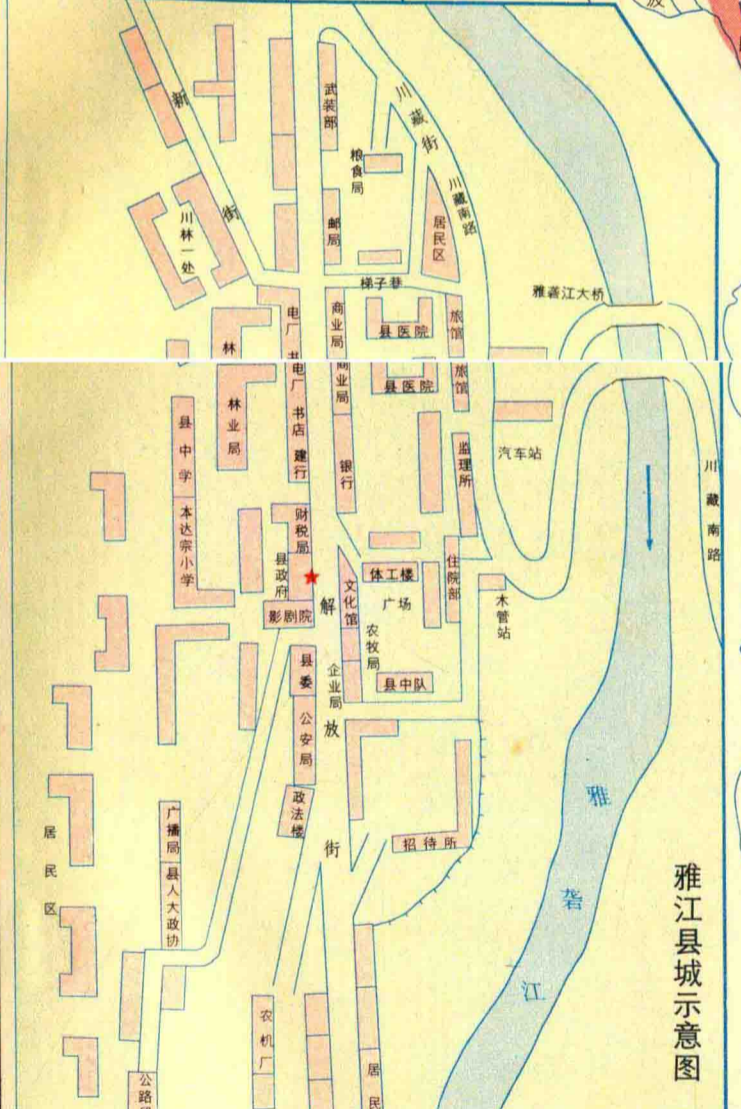 波
武装部
新街
川藏街
粮食局
川藏南路
川林一处
邮局
居民区
梯子巷
雅砻江大桥
电厂
商业局
县医院
旅馆
林
电厂
商业局
县医院
旅馆
县中学
林业局
书店
建行
银行
监理所
汽车站
川藏南路
本达宗小学
财税局
县政府
体工楼
住院部
文化馆
广场
木管站
影剧院
解放街
农牧局
县委
企业局
县中队
公安局
政法楼
招待所
雅砻江
广播局
居民区
县人大政协
雅江县城示意图
农机厂
居民
公路